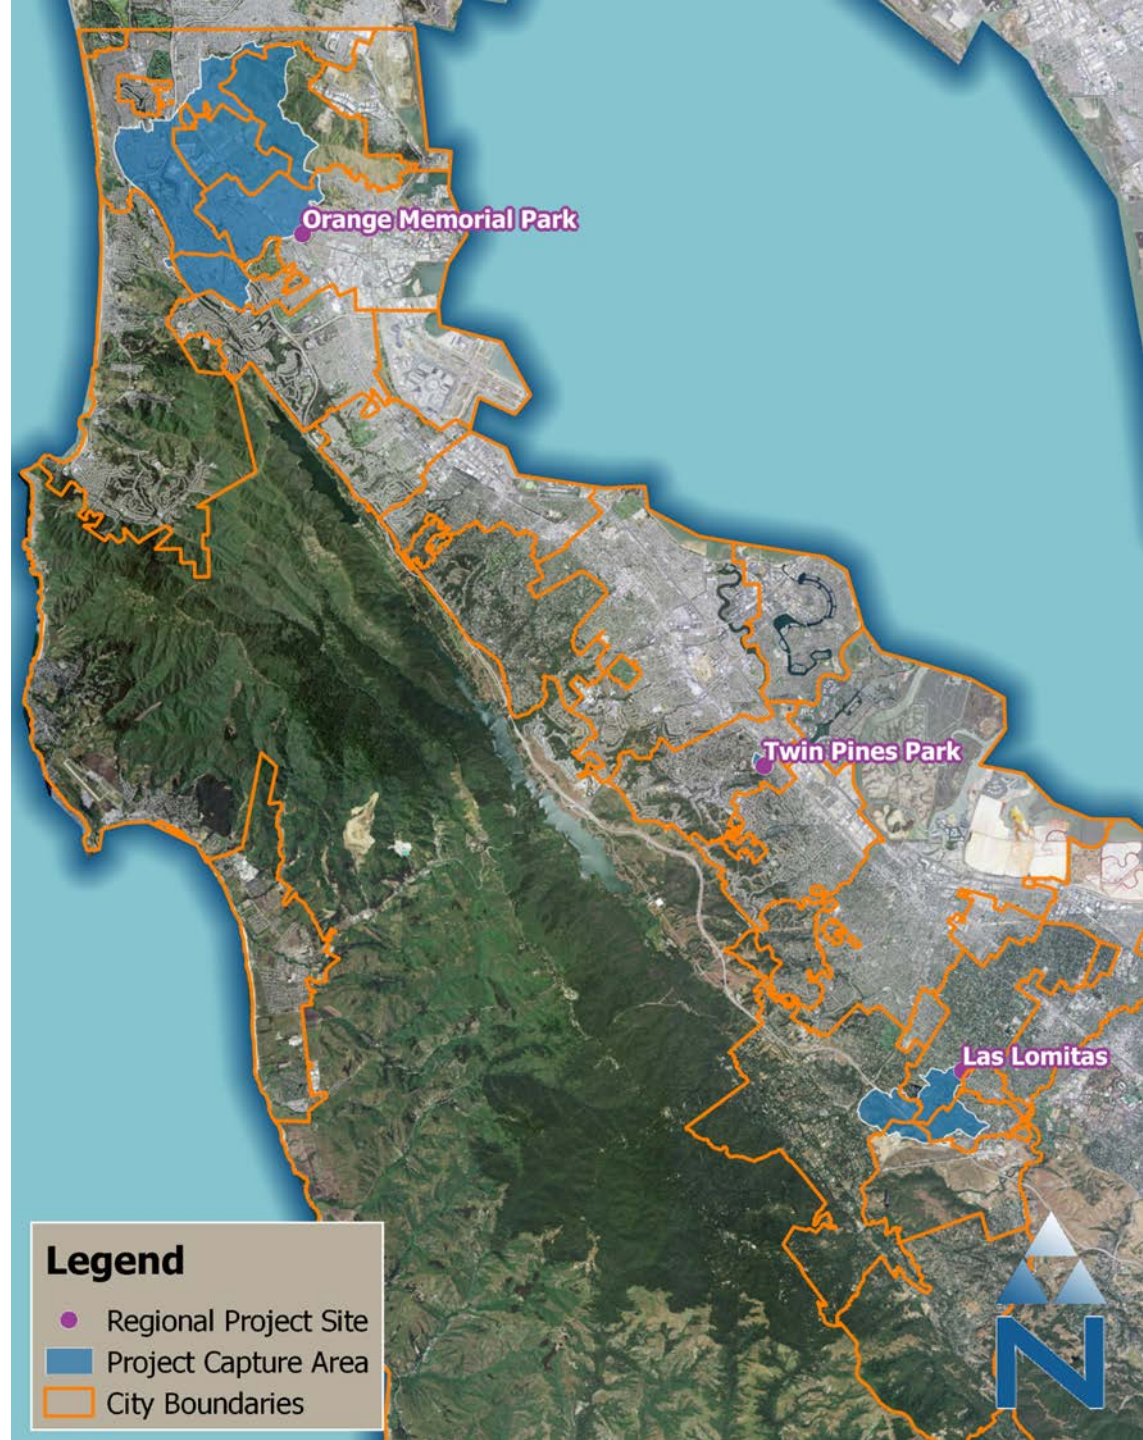 Orange Memorial Park
Twin Pines Park
Las Lomitas
Legend
Regional Project Site
Project Capture Area
City Boundaries
N